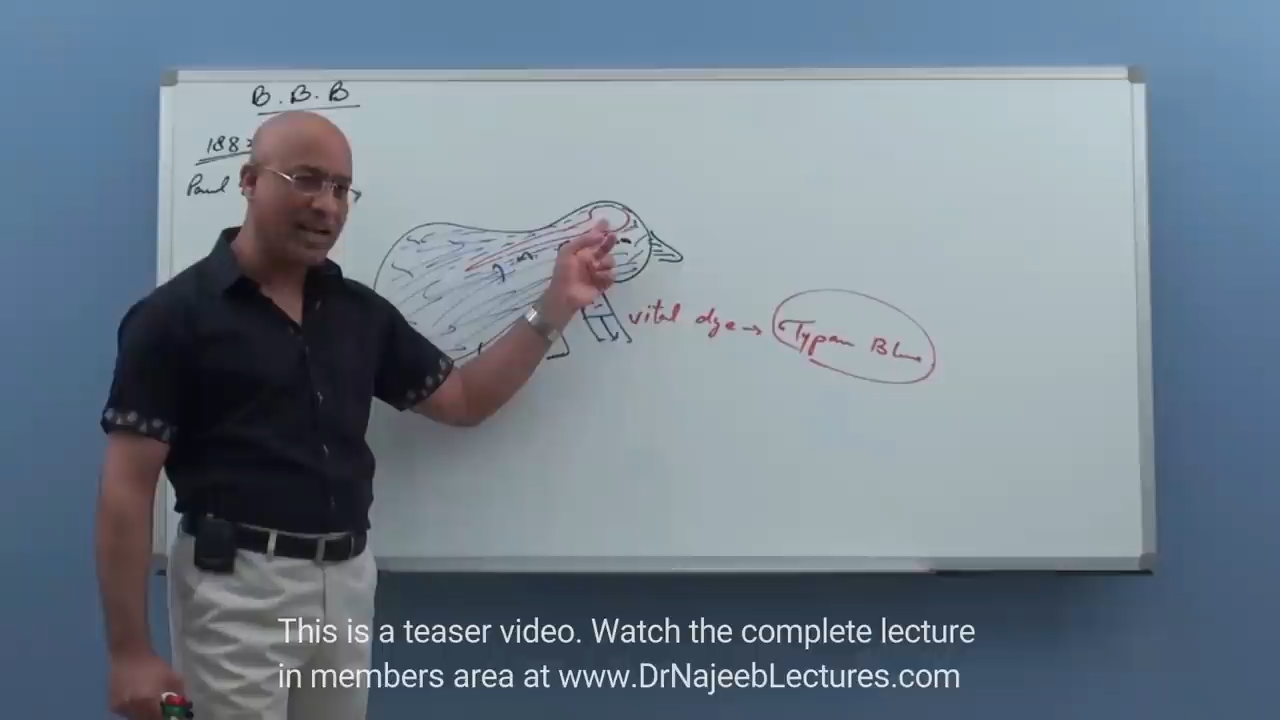 B. B. B
188
Paul
vital dye → Typan Blue
This is a teaser video. Watch the complete lecture
in members area at www.DrNajeebLectures.com